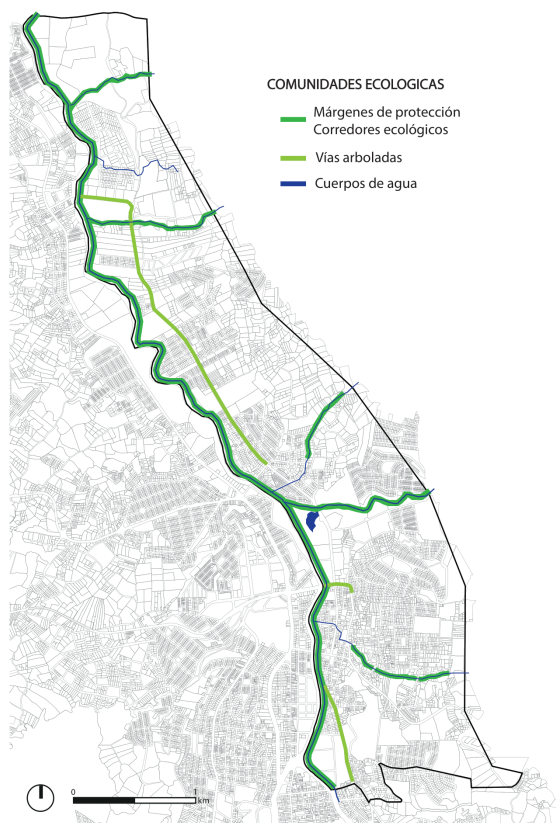 COMUNIDADES ECOLOGICAS
Márgenes de protección
Corredores ecológicos
Vías arboladas
Cuerpos de agua
0 1
km